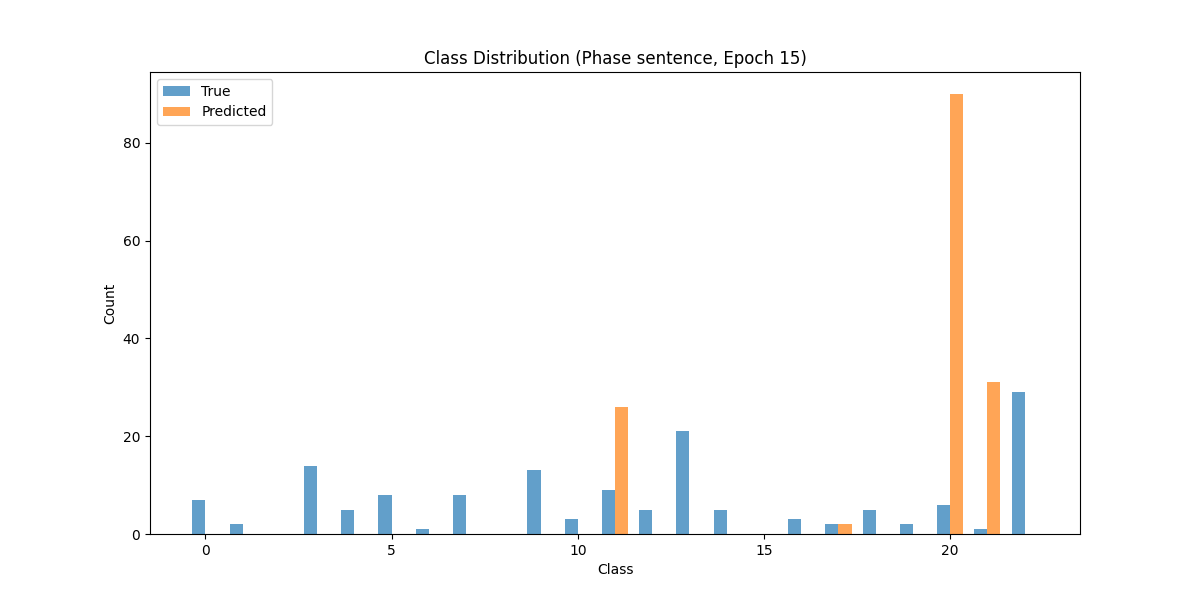 Class Distribution (Phase sentence, Epoch 15)
True
Predicted
80
60
40
20
0
Count
0 5 10 15 20
Class